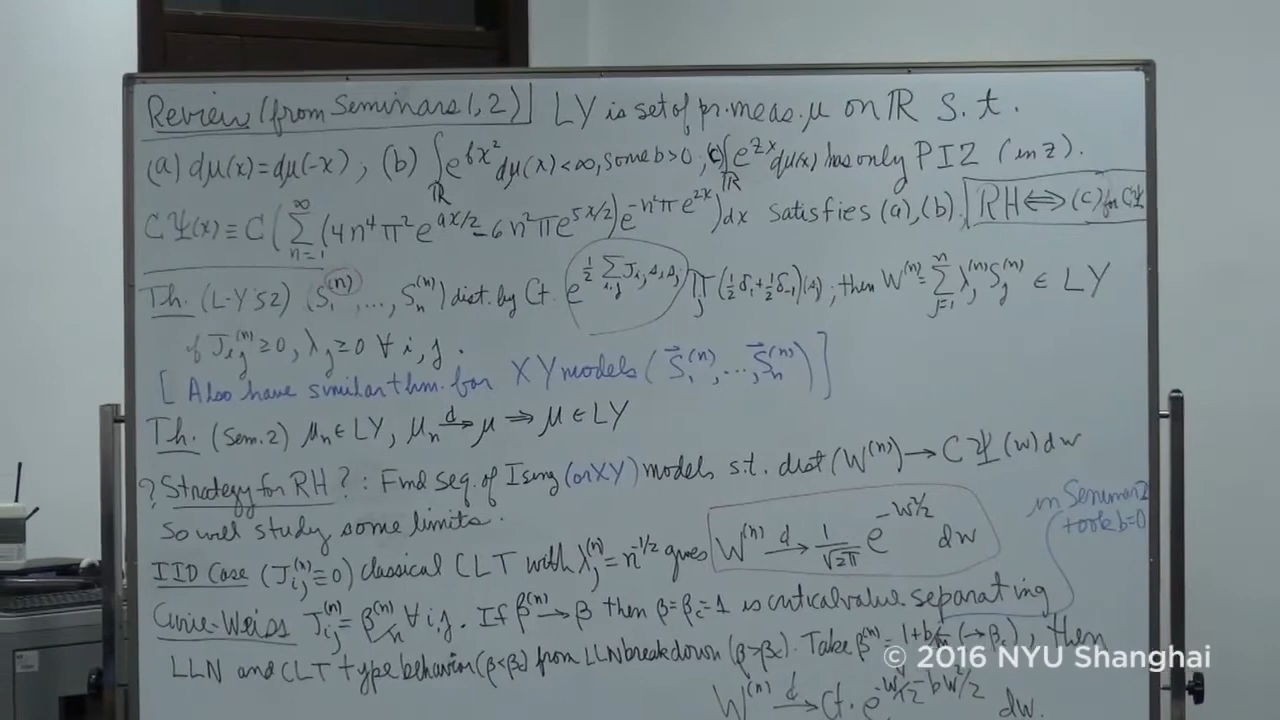 Review (from Seminars 1, 2) LY is set of pr. meas. μ on ℝ s.t.
(a) dμ(x) = dμ(-x), (b) ∫_ℝ e^{bx²} dμ(x) < ∞, some b > 0, (c) ∫_ℝ e^{zx} dμ(x) has only PIZ (in z).
CΨ(x) ≡ C( Σ_{n=1}^∞ (4n⁴π² e^{9x/2} - 6n²π e^{5x/2}) e^{-n²π e^{2x}} ) dx satisfies (a), (b). RH ⟺ (c) for CΨ
Th. (L-Y '52) (S_1^{(n)}, ..., S_n^{(n)}) dist. by Ct. e^{½ Σ_{i,j} J_{i,j} s_i s_j} ∏_j (½δ_1 + ½δ_{-1})(s_j), then W^{(n)} = Σ_{j=1}^n λ_j^{(n)} S_j^{(n)} ∈ LY
if J_{ij}^{(n)} ≥ 0, λ_j ≥ 0 ∀ i, j.
[Also have similar thm. for XY models (S⃗_1^{(n)}, ..., S⃗_n^{(n)})]
Th. (Sem. 2) μ_n ∈ LY, μ_n →^d μ ⇒ μ ∈ LY
? Strategy for RH ? : Find seq. of Ising (or XY) models s.t. dist (W^{(n)}) → CΨ(w)dw
So will study some limits.
in Seminar 2
took b=0
IID Case (J_{ij}^{(n)} ≡ 0) classical CLT with λ_j^{(n)} = n^{-1/2} gives W^{(n)} →^d 1/√2π e^{-w²/2} dw
Curie-Weiss J_{ij}^{(n)} = β^{(n)}/n ∀ i, j. If β^{(n)} → β then β = β_c = 1 is critical value separating
LLN and CLT type behavior (β<β_c) from LLN breakdown (β>β_c). Take β^{(n)} = 1+b/√n (→ β_c), then
W^{(n)} →^d Ct. e^{-w⁴/12 - bw²/2} dw.
© 2016 NYU Shanghai